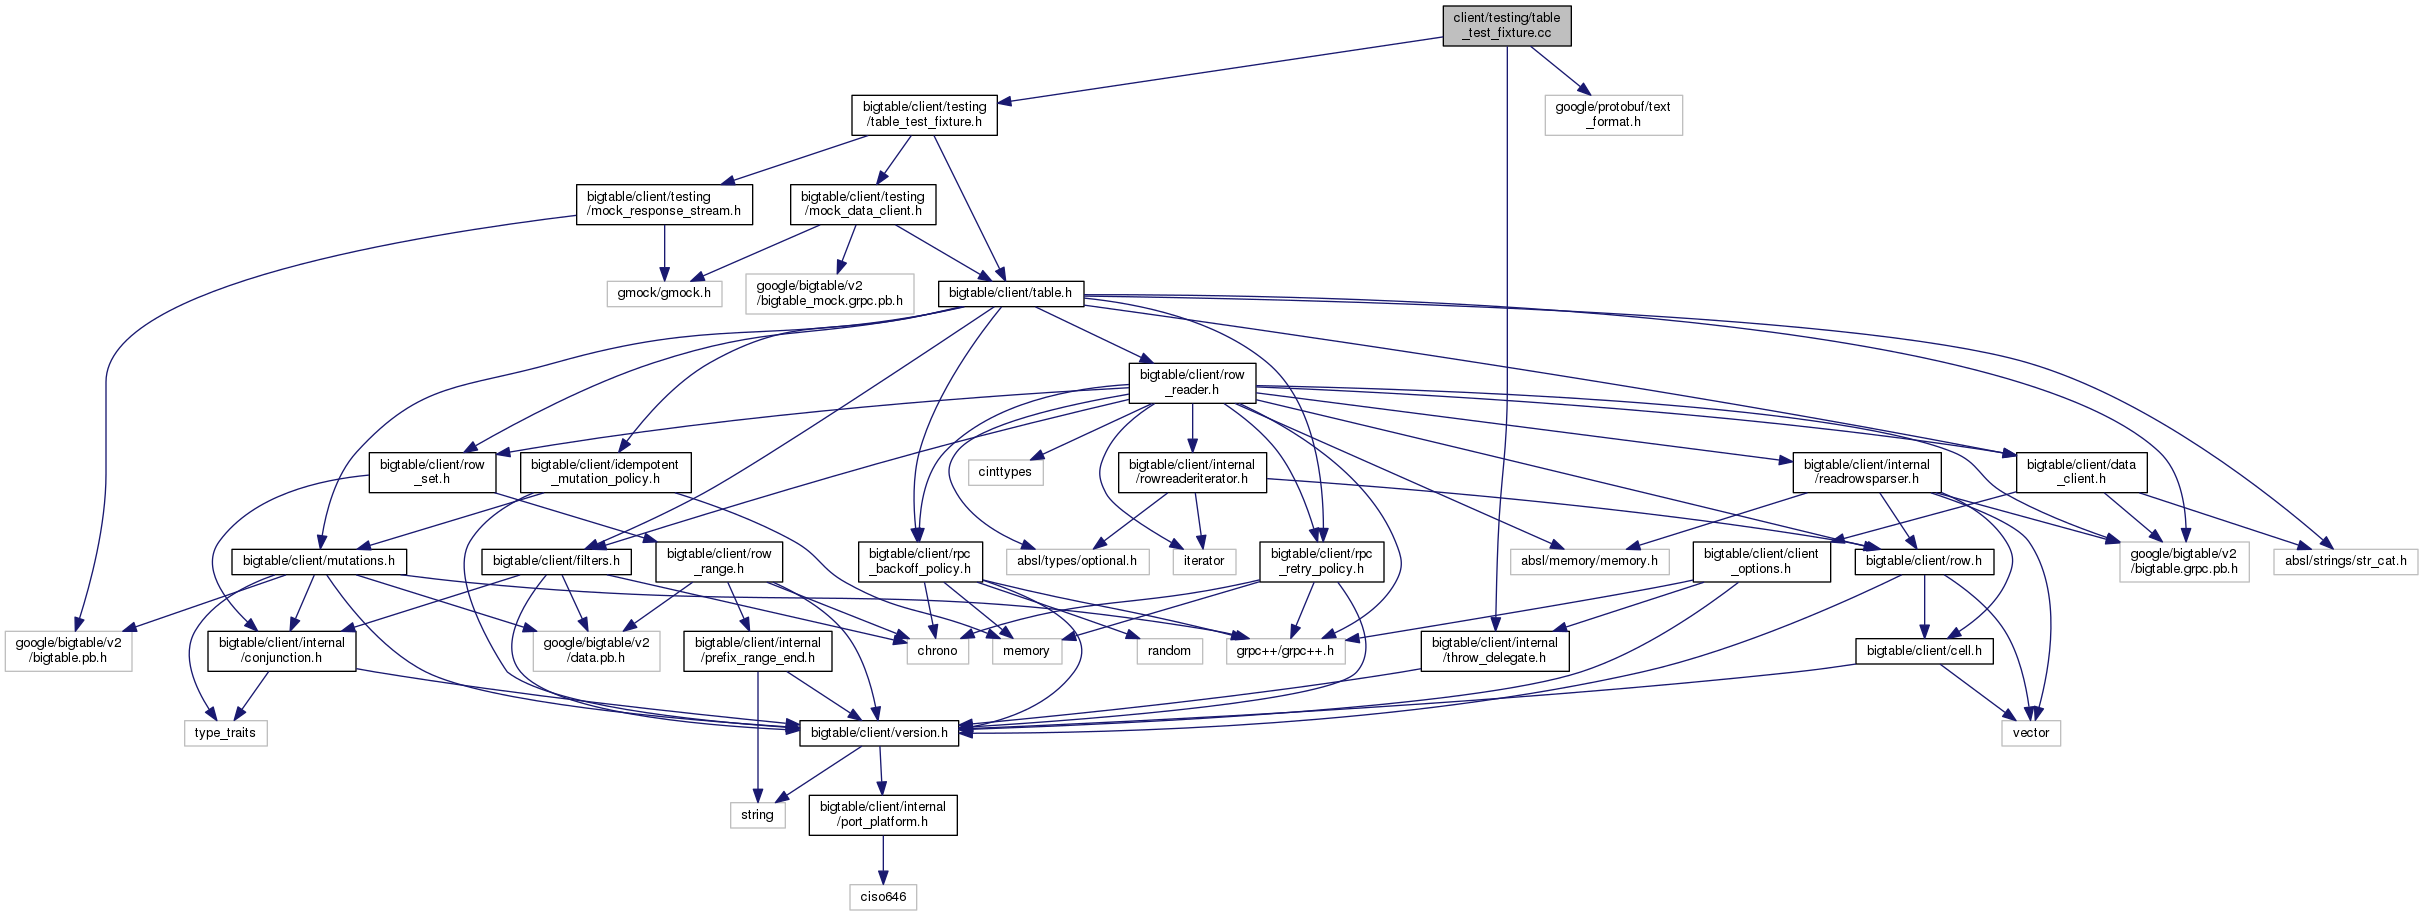 client/testing/table
_test_fixture.cc
bigtable/client/testing
/table_test_fixture.h
google/protobuf/text
_format.h
bigtable/client/testing
/mock_response_stream.h
bigtable/client/testing
/mock_data_client.h
gmock/gmock.h
google/bigtable/v2
/bigtable_mock.grpc.pb.h
bigtable/client/table.h
bigtable/client/row
_reader.h
bigtable/client/row
_set.h
bigtable/client/idempotent
_mutation_policy.h
cinttypes
bigtable/client/internal
/rowreaderiterator.h
bigtable/client/internal
/readrowsparser.h
bigtable/client/data
_client.h
bigtable/client/mutations.h
bigtable/client/filters.h
bigtable/client/row
_range.h
bigtable/client/rpc
_backoff_policy.h
absl/types/optional.h
iterator
bigtable/client/rpc
_retry_policy.h
absl/memory/memory.h
bigtable/client/client
_options.h
bigtable/client/row.h
google/bigtable/v2
/bigtable.grpc.pb.h
absl/strings/str_cat.h
google/bigtable/v2
/bigtable.pb.h
bigtable/client/internal
/conjunction.h
google/bigtable/v2
/data.pb.h
bigtable/client/internal
/prefix_range_end.h
chrono
memory
random
grpc++/grpc++.h
bigtable/client/internal
/throw_delegate.h
bigtable/client/cell.h
type_traits
bigtable/client/version.h
vector
string
bigtable/client/internal
/port_platform.h
ciso646